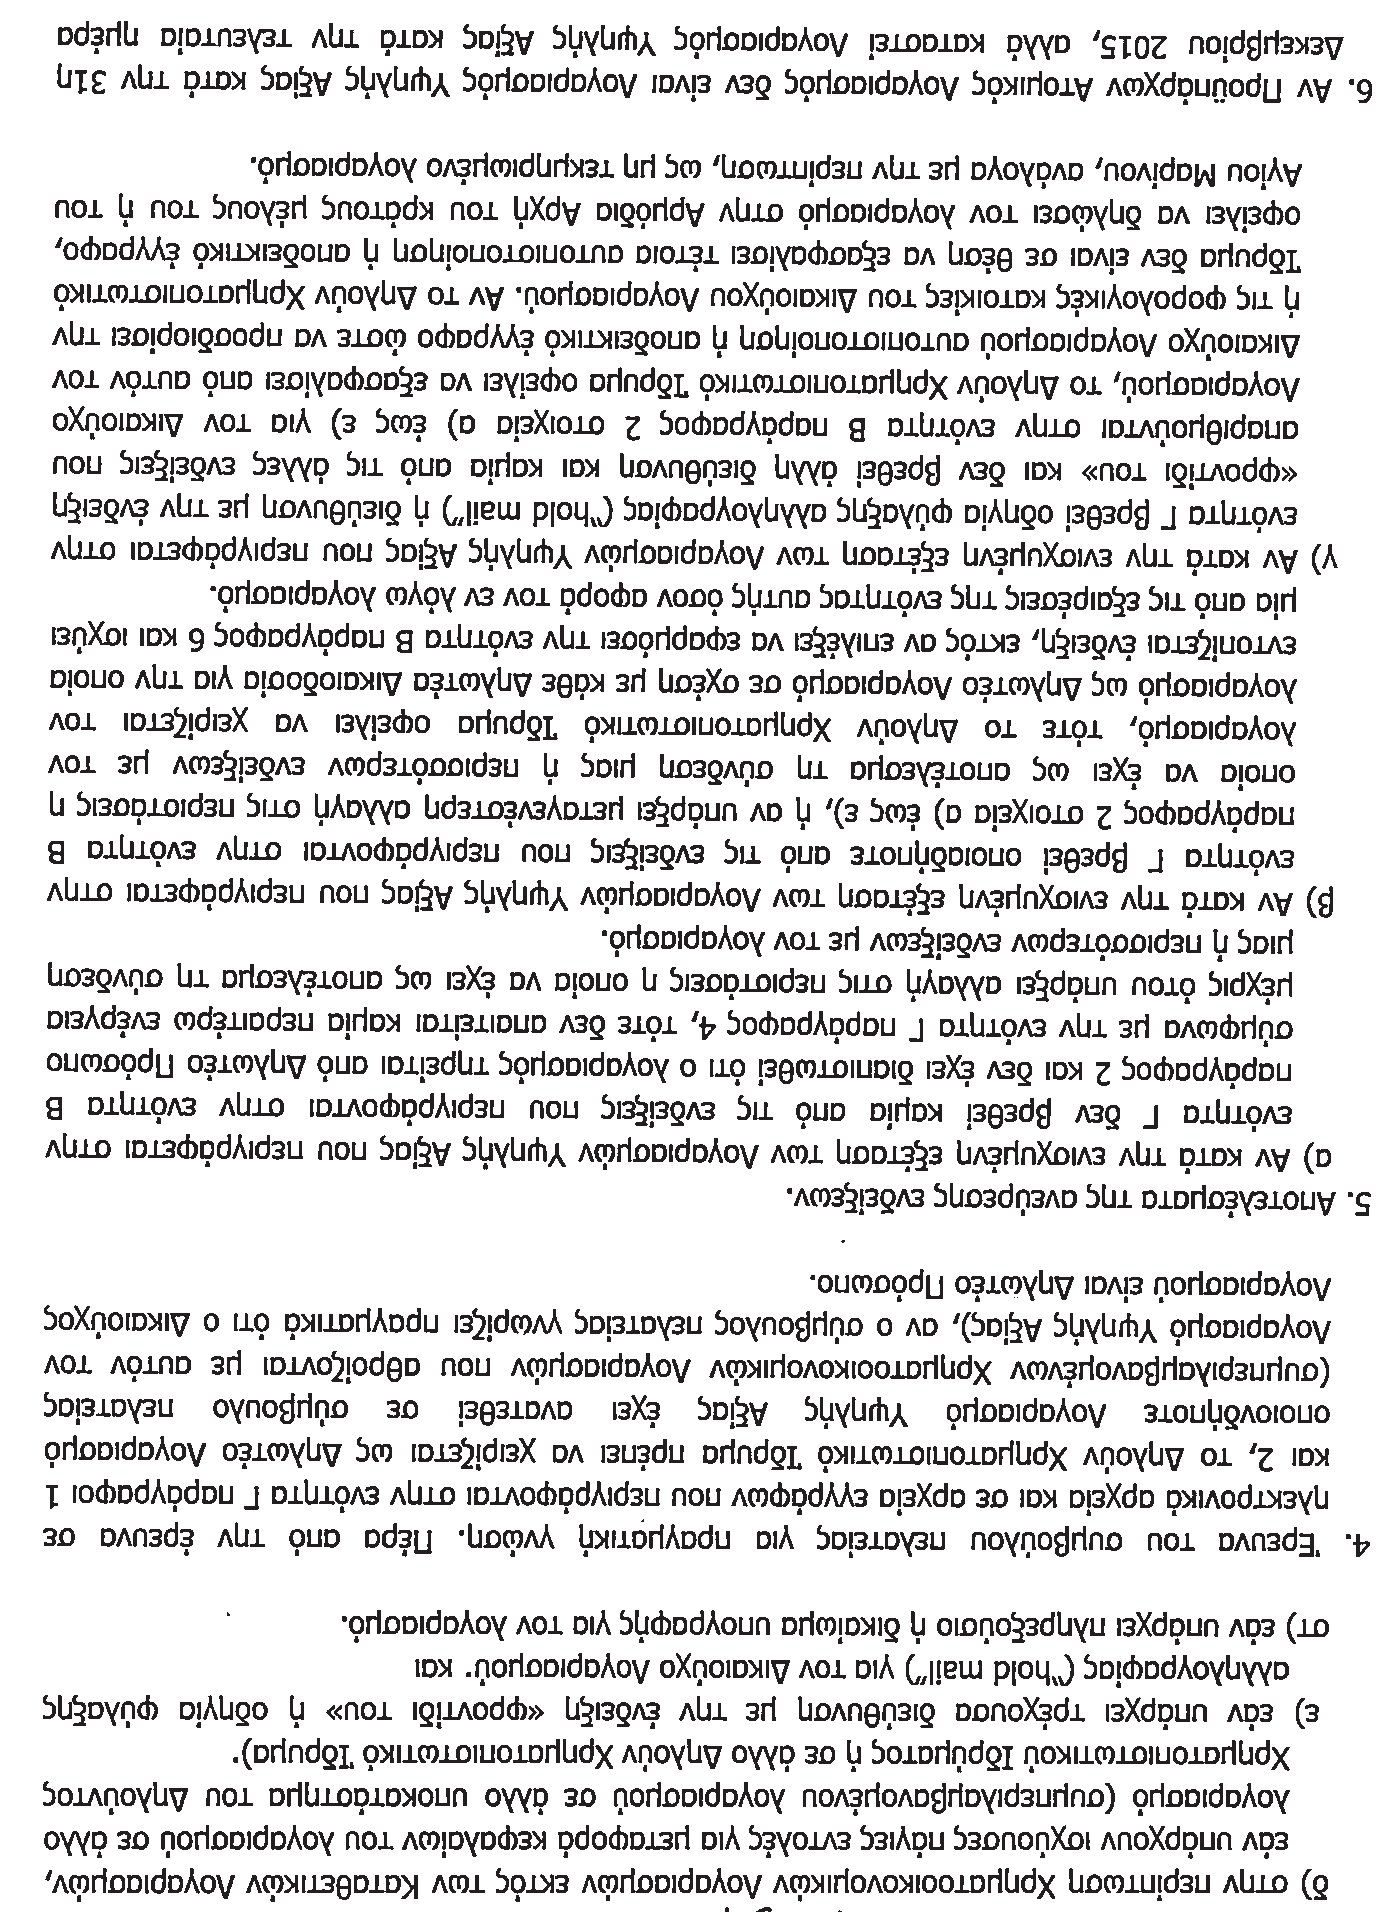 δ) στην περίπτωση Χρηματοοικονομικών Λογαριασμών εκτός των Καταθετικών Λογαριασμών,
εάν υπάρχουν ισχύουσες πάγιες εντολές για μεταφορά κεφαλαίων του λογαριασμού σε άλλο
λογαριασμό (συμπεριλαμβανομένου λογαριασμού σε άλλο υποκατάστημα του Δηλούντος
Χρηματοπιστωτικού Ιδρύματος ή σε άλλο Δηλούν Χρηματοπιστωτικό Ίδρυμα).
ε) εάν υπάρχει τρέχουσα διεύθυνση με την ένδειξη «φροντίδι του» ή οδηγία φύλαξης
αλληλογραφίας (“hold mail”) για τον Δικαιούχο Λογαριασμού. και
στ) εάν υπάρχει πληρεξούσιο ή δικαίωμα υπογραφής για τον λογαριασμό.
4. Έρευνα του συμβούλου πελατείας για πραγματική γνώση. Πέρα από την έρευνα σε
ηλεκτρονικά αρχεία και σε αρχεία εγγράφων που περιγράφονται στην ενότητα Γ παράγραφοι 1
και 2, το Δηλούν Χρηματοπιστωτικό Ίδρυμα πρέπει να χειρίζεται ως Δηλωτέο Λογαριασμό
οποιονδήποτε Λογαριασμό Υψηλής Αξίας έχει ανατεθεί σε σύμβουλο πελατείας
(συμπεριλαμβανομένων Χρηματοοικονομικών Λογαριασμών που αθροίζονται με αυτόν τον
Λογαριασμό Υψηλής Αξίας), αν ο σύμβουλος πελατείας γνωρίζει πραγματικά ότι ο Δικαιούχος
Λογαριασμού είναι Δηλωτέο Πρόσωπο.
5. Αποτελέσματα της ανεύρεσης ενδείξεων.
α) Αν κατά την ενισχυμένη εξέταση των Λογαριασμών Υψηλής Αξίας που περιγράφεται στην
ενότητα Γ δεν βρεθεί καμία από τις ενδείξεις που περιγράφονται στην ενότητα Β
παράγραφος 2 και δεν έχει διαπιστωθεί ότι ο λογαριασμός τηρείται από Δηλωτέο Πρόσωπο
σύμφωνα με την ενότητα Γ παράγραφος 4, τότε δεν απαιτείται καμία περαιτέρω ενέργεια
μέχρις ότου υπάρξει αλλαγή στις περιστάσεις η οποία να έχει ως αποτέλεσμα τη σύνδεση
μιας ή περισσότερων ενδείξεων με τον λογαριασμό.
β) Αν κατά την ενισχυμένη εξέταση των Λογαριασμών Υψηλής Αξίας που περιγράφεται στην
ενότητα Γ βρεθεί οποιαδήποτε από τις ενδείξεις που περιγράφονται στην ενότητα Β
παράγραφος 2 στοιχεία α) έως ε), ή αν υπάρξει μεταγενέστερη αλλαγή στις περιστάσεις η
οποία να έχει ως αποτέλεσμα τη σύνδεση μιας ή περισσότερων ενδείξεων με τον
λογαριασμό, τότε το Δηλούν Χρηματοπιστωτικό Ίδρυμα οφείλει να χειρίζεται τον
λογαριασμό ως Δηλωτέο Λογαριασμό σε σχέση με κάθε Δηλωτέα Δικαιοδοσία για την οποία
εντοπίζεται ένδειξη, εκτός αν επιλέξει να εφαρμόσει την ενότητα Β παράγραφος 6 και ισχύει
μία από τις εξαιρέσεις της ενότητας αυτής όσον αφορά τον εν λόγω λογαριασμό.
γ) Αν κατά την ενισχυμένη εξέταση των Λογαριασμών Υψηλής Αξίας που περιγράφεται στην
ενότητα Γ βρεθεί οδηγία φύλαξης αλληλογραφίας (“hold mail”) ή διεύθυνση με την ένδειξη
«φροντίδι του» και δεν βρεθεί άλλη διεύθυνση και καμία από τις άλλες ενδείξεις που
απαριθμούνται στην ενότητα Β παράγραφος 2 στοιχεία α) έως ε) για τον Δικαιούχο
Λογαριασμού, το Δηλούν Χρηματοπιστωτικό Ίδρυμα οφείλει να εξασφαλίσει από αυτόν τον
Δικαιούχο Λογαριασμού αυτοπιστοποίηση ή αποδεικτικό έγγραφο ώστε να προσδιορίσει την
ή τις φορολογικές κατοικίες του Δικαιούχου Λογαριασμού. Αν το Δηλούν Χρηματοπιστωτικό
Ίδρυμα δεν είναι σε θέση να εξασφαλίσει τέτοια αυτοπιστοποίηση ή αποδεικτικό έγγραφο,
οφείλει να δηλώσει τον λογαριασμό στην Αρμόδια Αρχή του κράτους μέλους του ή του
Αγίου Μαρίνου, ανάλογα με την περίπτωση, ως μη τεκμηριωμένο λογαριασμό.
6. Αν Προϋπάρχων Ατομικός Λογαριασμός δεν είναι Λογαριασμός Υψηλής Αξίας κατά την 31η
Δεκεμβρίου 2015, αλλά καταστεί Λογαριασμός Υψηλής Αξίας κατά την τελευταία ημέρα